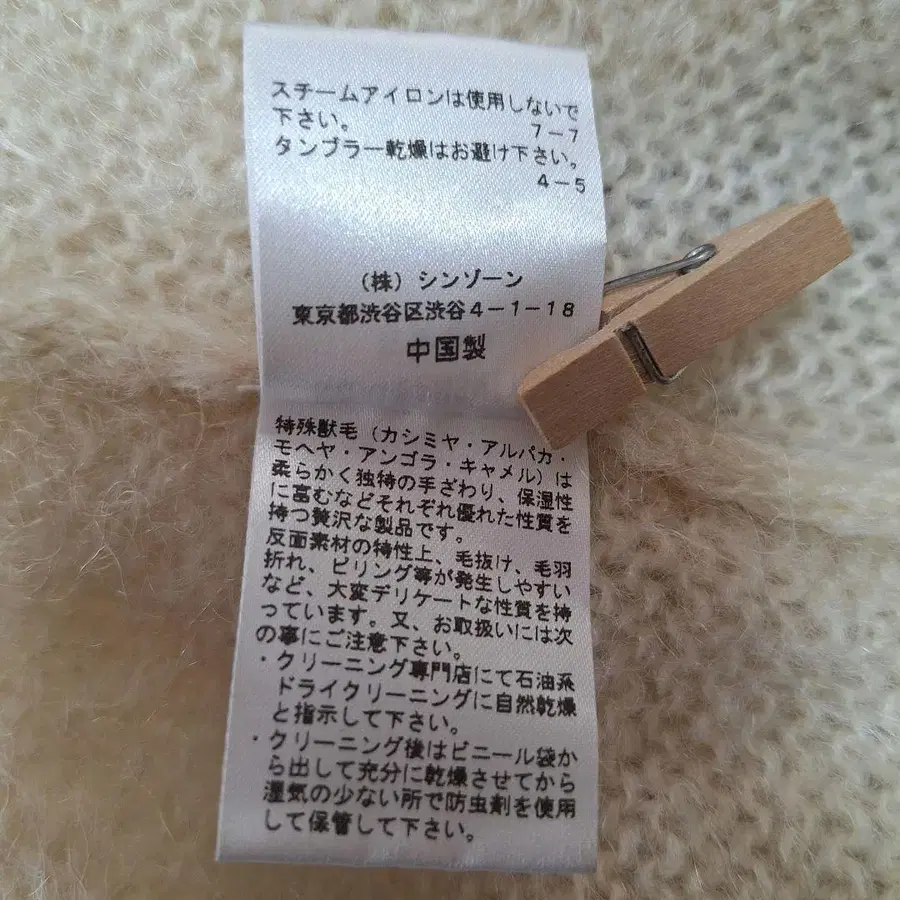 スチームアイロンは使用しないで
下さい。 7-7
タンブラー乾燥はお避け下さい。
4-5
(株) シンゾーン
東京都渋谷区渋谷4-1-18
中国製
特殊獣毛(カシミヤ・アルパカ・
モヘヤ・アンゴラ・キャメル)は
柔らかく独特の手ざわり、保湿性
に富むなどそれぞれ優れた性質を
持つ贅沢な製品です。
反面素材の特性上、毛抜け、毛羽
折れ、ピリング等が発生しやすい
など、大変デリケートな性質を持
っています。又、お取扱いには次
の事にご注意下さい。
・クリーニング専門店にて石油系
ドライクリーニングに自然乾燥
と指示して下さい。
・クリーニング後はビニール袋か
ら出して充分に乾燥させてから
湿気の少ない所で防虫剤を使用
して保管して下さい。